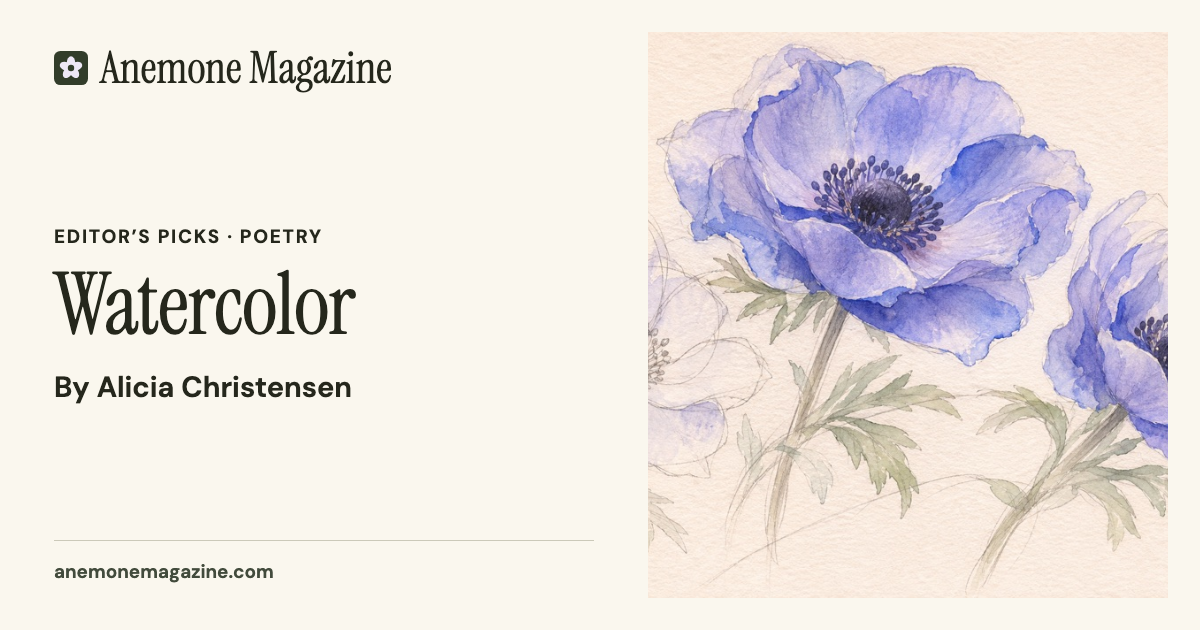 Anemone Magazine
EDITOR’S PICKS · POETRY
Watercolor
By Alicia Christensen
anemonemagazine.com